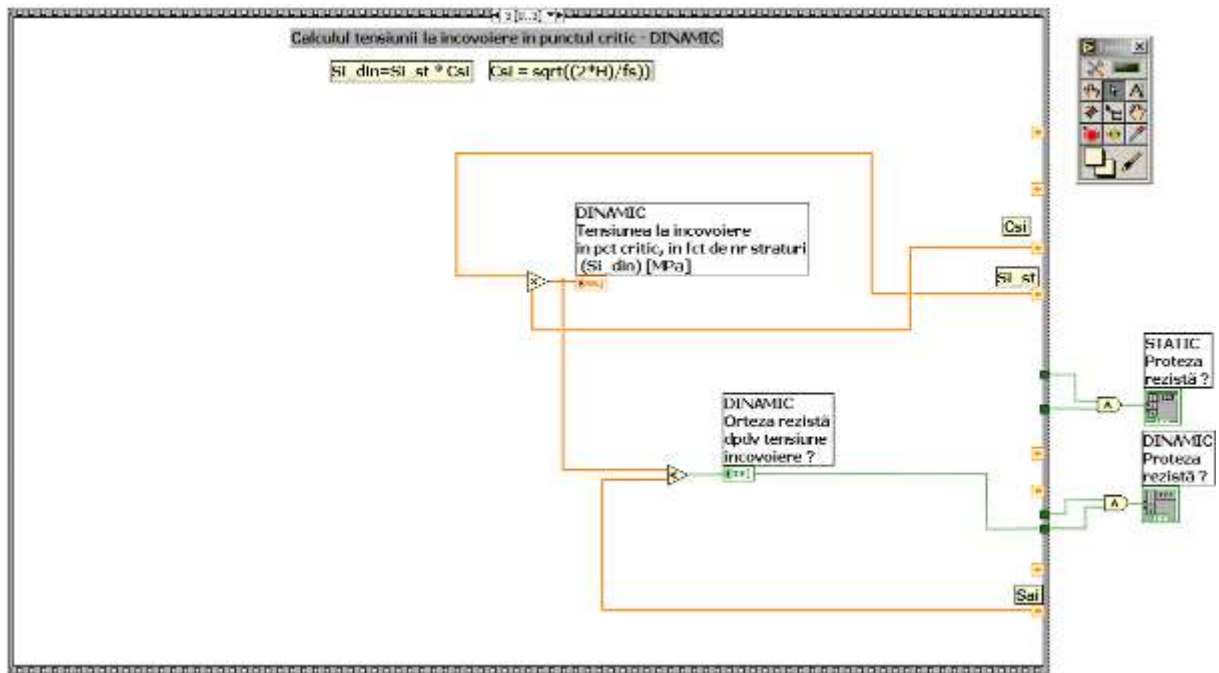 Calculul tensiunii la incovoiere in punctul critic - DINAMIC
Si_din=Si_st * Csi
Csi = sqrt((2*H)/fs))
DINAMIC
Tensiunea la incovoiere
in pct critic, in fct de nr straturi
(Si_din) [MPa]
Csi
Si_st
STATIC
Proteza
rezistă ?
DINAMIC
Orteza rezistă
dpdv tensiune
incovoiere ?
DINAMIC
Proteza
rezistă ?
Sai